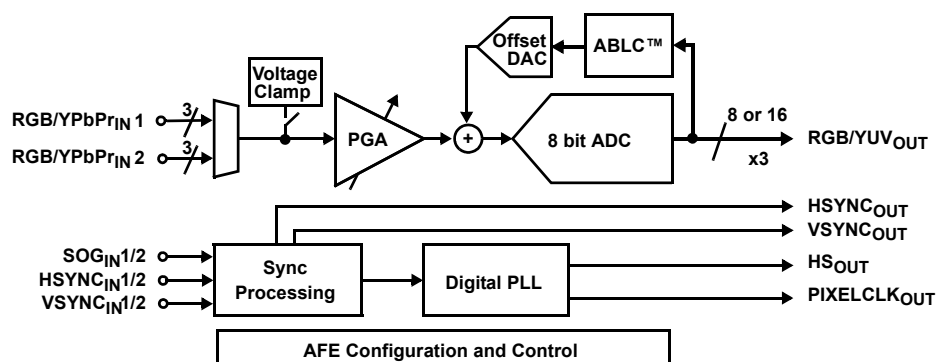 Offset
DAC
ABLC™
Voltage
Clamp
RGB/YPbPrIN 1
3
PGA
+
8 bit ADC
8 or 16
x3
RGB/YUVOUT
RGB/YPbPrIN 2
3
HSYNCOUT
VSYNCOUT
SOGIN1/2
HSYNCIN1/2
VSYNCIN1/2
Sync
Processing
Digital PLL
HSOUT
PIXELCLKOUT
AFE Configuration and Control